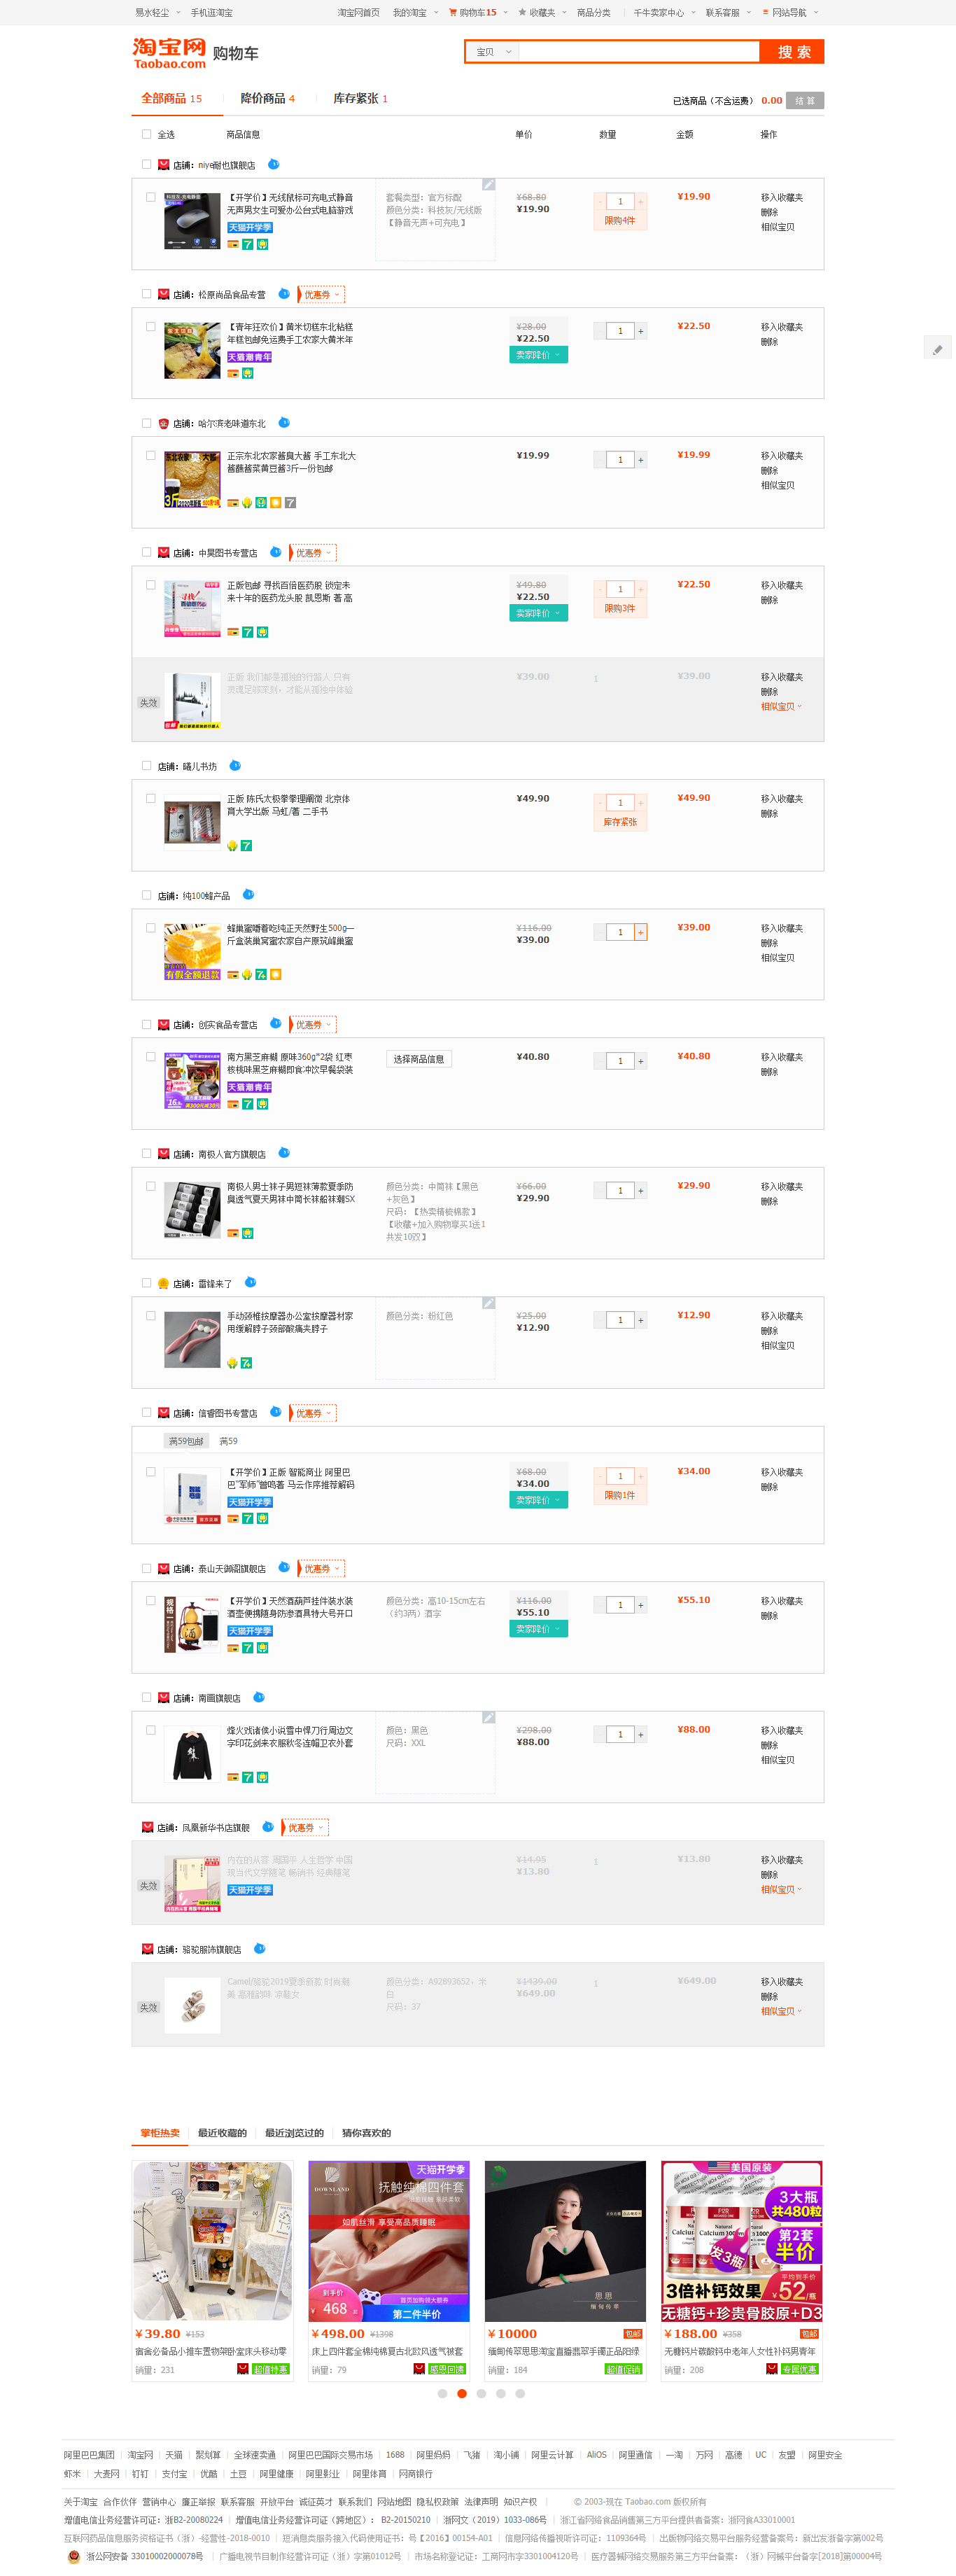 易水轻尘 手机逛淘宝 淘宝网首页 我的淘宝 购物车15 收藏夹 商品分类 千牛卖家中心 联系客服 网站导航
淘宝网 Taobao.com 购物车 宝贝 搜 索
全部商品 15 降价商品 4 库存紧张 1 已选商品（不含运费） 0.00 结 算
全选 商品信息 单价 数量 金额 操作
店铺： niye耐也旗舰店
【开学价】无线鼠标可充电式静音 套餐类型：官方标配 ¥68.80 1 ¥19.90 移入收藏夹
无声男女生可爱办公台式电脑游戏 颜色分类：科技灰/无线版 ¥19.90 限购4件 删除
天猫开学季 【静音无声+可充电】 相似宝贝
店铺： 松原尚品食品专营 优惠券
【青年狂欢价】黄米切糕东北粘糕 ¥28.00 1 ¥22.50 移入收藏夹
年糕包邮免运费手工农家大黄米年 ¥22.50 删除
天猫潮青年 卖家降价
店铺： 哈尔滨老味道东北
正宗东北农家酱臭大酱 手工东北大 ¥19.99 1 ¥19.99 移入收藏夹
酱蘸酱菜黄豆酱3斤一份包邮 删除
相似宝贝
店铺： 中昊图书专营店 优惠券
正版包邮 寻找百倍医药股 锁定未 ¥49.80 1 ¥22.50 移入收藏夹
来十年的医药龙头股 凯恩斯 著 高 ¥22.50 限购3件 删除
卖家降价
失效 正版 我们都是孤独的行路人 只有 ¥39.00 1 ¥39.00 移入收藏夹
灵魂足够深刻，才能从孤独中体验 删除
相似宝贝
店铺： 曦儿书坊
正版 陈氏太极拳拳理阐微 北京体 ¥49.90 1 ¥49.90 移入收藏夹
育大学出版 马虹/著 二手书 库存紧张 删除
店铺： 纯100蜂产品
蜂巢蜜嚼着吃纯正天然野生500g一 ¥116.00 1 ¥39.00 移入收藏夹
斤盒装巢窝蜜农家自产原筑峰巢蜜 ¥39.00 删除
有假全额退款 相似宝贝
店铺： 创实食品专营店 优惠券
南方黑芝麻糊 原味360g*2袋 红枣 选择商品信息 ¥40.80 1 ¥40.80 移入收藏夹
核桃味黑芝麻糊即食冲饮早餐袋装 删除
天猫潮青年
店铺： 南极人官方旗舰店
南极人男士袜子男短袜薄款夏季防 颜色分类：中筒袜【黑色 ¥66.00 1 ¥29.90 移入收藏夹
臭透气夏天男袜中筒长袜船袜潮SX +灰色】 ¥29.90 删除
尺码：【热卖精梳棉款】
【收藏+加入购物享买1送1
共发10双】
店铺： 雷锋来了
手动颈椎按摩器办公室按摩器材家 颜色分类：粉红色 ¥25.00 1 ¥12.90 移入收藏夹
用缓解脖子颈部酸痛夹脖子 ¥12.90 删除
相似宝贝
店铺： 信睿图书专营店 优惠券
满59包邮 满59
【开学价】正版 智能商业 阿里巴 ¥68.00 1 ¥34.00 移入收藏夹
巴"军师"曾鸣著 马云作序推荐解码 ¥34.00 限购1件 删除
天猫开学季 卖家降价
店铺： 泰山天御阁旗舰店 优惠券
【开学价】天然酒葫芦挂件装水装 颜色分类：高10-15cm左右 ¥116.00 1 ¥55.10 移入收藏夹
酒壶便携随身防渗酒具特大号开口 （约3两）酒字 ¥55.10 删除
天猫开学季 卖家降价
店铺： 南画旗舰店
烽火戏诸侯小说雪中悍刀行周边文 颜色：黑色 ¥298.00 1 ¥88.00 移入收藏夹
字印花剑来衣服秋冬连帽卫衣外套 尺码：XXL ¥88.00 删除
相似宝贝
店铺： 凤凰新华书店旗舰 优惠券
失效 内在的从容 周国平 人生哲学 中国 ¥14.95 1 ¥13.80 移入收藏夹
现当代文学随笔 畅销书 经典随笔 ¥13.80 删除
天猫开学季 相似宝贝
店铺： 骆驼服饰旗舰店
失效 Camel/骆驼2019夏季新款 时尚潮 颜色分类：A92893652，米 ¥1439.00 1 ¥649.00 移入收藏夹
美 高雅韵味 凉鞋女 白 ¥649.00 删除
尺码：37 相似宝贝
掌柜热卖 最近收藏的 最近浏览过的 猜你喜欢的
天猫开学季
DOWNLAND 抚触纯棉四件套
如肌丝滑 享受高品质睡眠
到手价 ¥468 起 第二件半价
思思
缅甸传翠
美国原装
3大瓶 共480粒
第2套 半价
Natural Calcium 1000mg
发3瓶
3倍补钙效果 52/瓶
无糖钙+珍贵骨胶原+D3
¥39.80 ¥153 ¥498.00 ¥1398 ¥10000 包邮 ¥188.00 ¥358 包邮
宿舍必备品小推车置物架卧室床头移动零 床上四件套全棉纯棉夏古北欧风透气被套 缅甸传翠思思淘宝直播翡翠手镯正品阳绿 无糖钙片碳酸钙中老年人女性补钙男青年
销量：231 超值特惠 销量：79 感恩回馈 销量：184 超值促销 销量：208 专属优惠
阿里巴巴集团 淘宝网 天猫 聚划算 全球速卖通 阿里巴巴国际交易市场 1688 阿里妈妈 飞猪 淘小铺 阿里云计算 AliOS 阿里通信 一淘 万网 高德 UC 友盟 阿里安全
虾米 大麦网 钉钉 支付宝 优酷 土豆 阿里健康 阿里影业 阿里体育 网商银行
关于淘宝 合作伙伴 营销中心 廉正举报 联系客服 开放平台 诚征英才 联系我们 网站地图 隐私权政策 法律声明 知识产权 © 2003-现在 Taobao.com 版权所有
增值电信业务经营许可证：浙B2-20080224 增值电信业务经营许可证（跨地区）： B2-20150210 浙网文（2019）1033-086号 浙江省网络食品销售第三方平台提供者备案：浙网食A33010001
互联网药品信息服务资格证书（浙）-经营性-2018-0010 短消息类服务接入代码使用证书：号【2016】00154-A01 信息网络传播视听许可证：1109364号 出版物网络交易平台服务经营备案号：新出发浙备字第002号
浙公网安备 33010002000078号 广播电视节目制作经营许可证（浙）字第01012号 市场名称登记证：工商网市字3301004120号 医疗器械网络交易服务第三方平台备案：（浙）网械平台备字[2018]第00004号